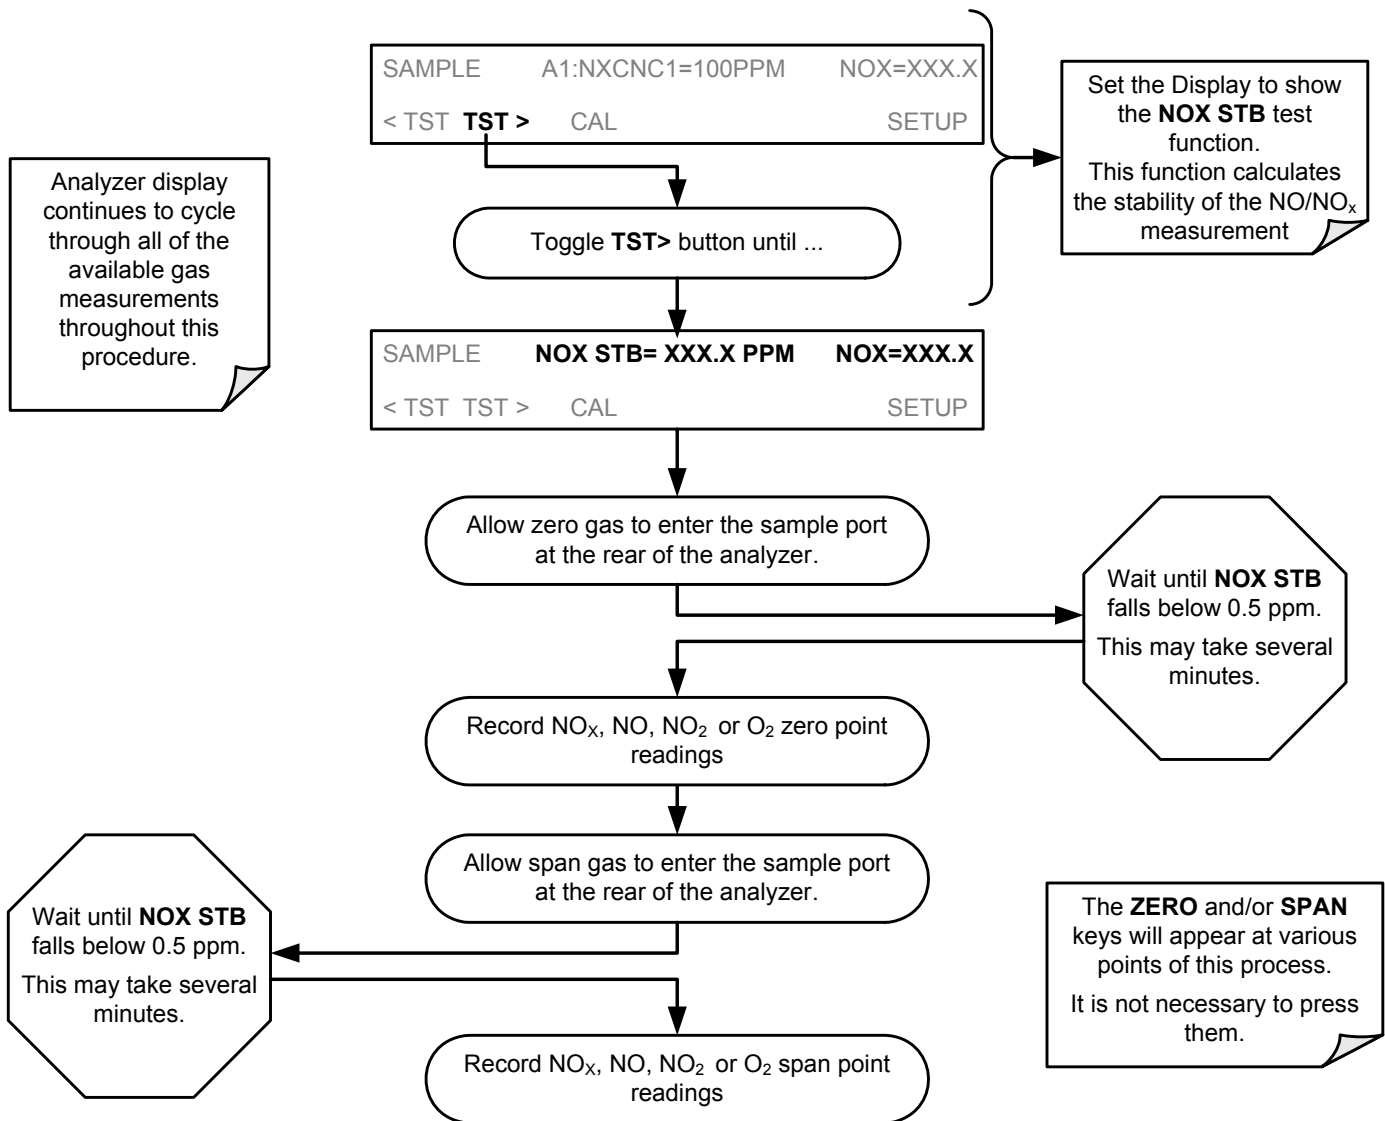 SAMPLE A1:NXCNC1=100PPM NOX=XXX.X
< TST TST > CAL SETUP
Set the Display to show
the NOX STB test
function.
This function calculates
the stability of the NO/NOx
measurement
Analyzer display
continues to cycle
through all of the
available gas
measurements
throughout this
procedure.
Toggle TST> button until ...
SAMPLE NOX STB= XXX.X PPM NOX=XXX.X
< TST TST > CAL SETUP
Allow zero gas to enter the sample port
at the rear of the analyzer.
Wait until NOX STB
falls below 0.5 ppm.
This may take several
minutes.
Record NOX, NO, NO2 or O2 zero point
readings
Allow span gas to enter the sample port
at the rear of the analyzer.
Wait until NOX STB
falls below 0.5 ppm.
This may take several
minutes.
The ZERO and/or SPAN
keys will appear at various
points of this process.
It is not necessary to press
them.
Record NOX, NO, NO2 or O2 span point
readings